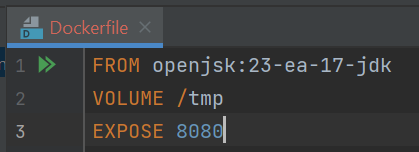 Dockerfile
1 FROM openjsk:23-ea-17-jdk
2 VOLUME /tmp
3 EXPOSE 8080